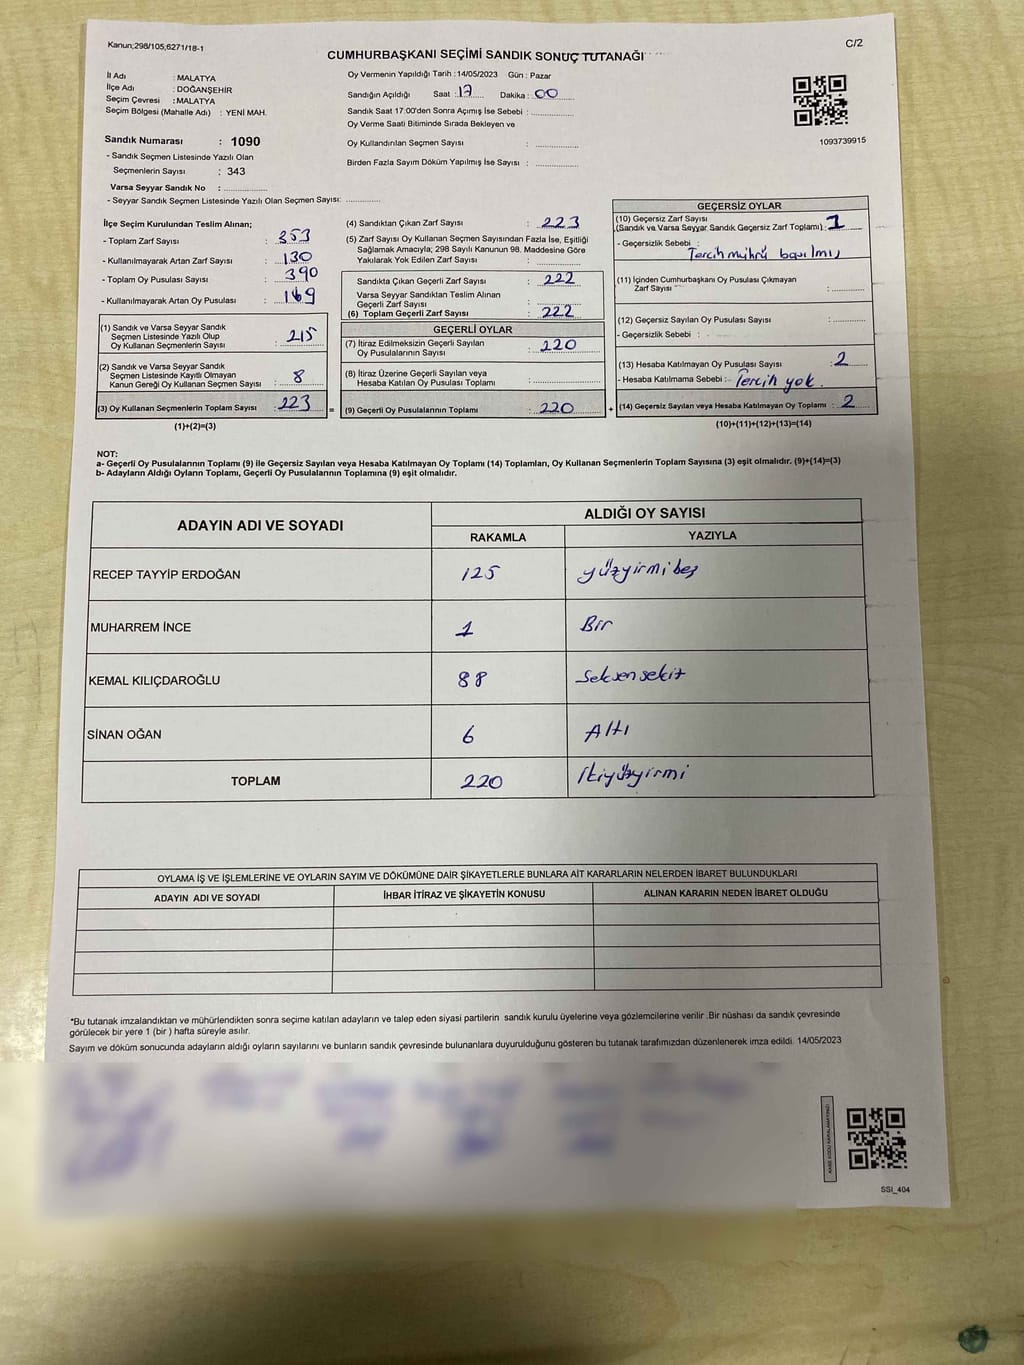 Kanun;298/105;6271/18-1
C/2
CUMHURBAŞKANI SEÇİMİ SANDIK SONUÇ TUTANAĞI
İl Adı : MALATYA
İlçe Adı : DOĞANŞEHİR
Seçim Çevresi : MALATYA
Seçim Bölgesi (Mahalle Adı) : YENİ MAH.
Sandık Numarası : 1090
- Sandık Seçmen Listesinde Yazılı Olan
Seçmenlerin Sayısı : 343
Varsa Seyyar Sandık No : ............
- Seyyar Sandık Seçmen Listesinde Yazılı Olan Seçmen Sayısı: ............
Oy Vermenin Yapıldığı Tarih :14/05/2023 Gün : Pazar
Sandığın Açıldığı Saat : 17 Dakika : 00
Sandık Saat 17:00'den Sonra Açımış İse Sebebi : ............
Oy Verme Saati Bitiminde Sırada Bekleyen ve
Oy Kullandırılan Seçmen Sayısı : ............
Birden Fazla Sayım Döküm Yapılmış İse Sayısı : ............
1093739915
İlçe Seçim Kurulundan Teslim Alınan;
- Toplam Zarf Sayısı : 353
- Kullanılmayarak Artan Zarf Sayısı : 130
- Toplam Oy Pusulası Sayısı : 390
- Kullanılmayarak Artan Oy Pusulası : 169
(1) Sandık ve Varsa Seyyar Sandık
Seçmen Listesinde Yazılı Olup
Oy Kullanan Seçmenlerin Sayısı : 215
(2) Sandık ve Varsa Seyyar Sandık
Seçmen Listesinde Kayıtlı Olmayan
Kanun Gereği Oy Kullanan Seçmen Sayısı : 8
(3) Oy Kullanan Seçmenlerin Toplam Sayısı : 223
(1)+(2)=(3)
(4) Sandıktan Çıkan Zarf Sayısı : 223
(5) Zarf Sayısı Oy Kullanan Seçmen Sayısından Fazla İse, Eşitliği
Sağlamak Amacıyla; 298 Sayılı Kanunun 98. Maddesine Göre
Yakılarak Yok Edilen Zarf Sayısı : ............
Sandıkta Çıkan Geçerli Zarf Sayısı : 222
Varsa Seyyar Sandıktan Teslim Alınan
Geçerli Zarf Sayısı : ............
(6) Toplam Geçerli Zarf Sayısı : 222
GEÇERLİ OYLAR
(7) İtiraz Edilmeksizin Geçerli Sayılan
Oy Pusulalarının Sayısı : 220
(8) İtiraz Üzerine Geçerli Sayılan veya
Hesaba Katılan Oy Pusulası Toplamı : ............
= (9) Geçerli Oy Pusulalarının Toplamı : 220 +
GEÇERSİZ OYLAR
(10) Geçersiz Zarf Sayısı
(Sandık ve Varsa Seyyar Sandık Geçersiz Zarf Toplamı) : 1
- Geçersizlik Sebebi :
Tercih mührü basılmış
(11) İçinden Cumhurbaşkanı Oy Pusulası Çıkmayan
Zarf Sayısı : ............
(12) Geçersiz Sayılan Oy Pusulası Sayısı : ............
- Geçersizlik Sebebi :
(13) Hesaba Katılmayan Oy Pusulası Sayısı : 2
- Hesaba Katılmama Sebebi :- Tercih yok.
(14) Geçersiz Sayılan veya Hesaba Katılmayan Oy Toplamı : 2
(10)+(11)+(12)+(13)=(14)
NOT:
a- Geçerli Oy Pusulalarının Toplamı (9) ile Geçersiz Sayılan veya Hesaba Katılmayan Oy Toplamı (14) Toplamları, Oy Kullanan Seçmenlerin Toplam Sayısına (3) eşit olmalıdır. (9)+(14)=(3)
b- Adayların Aldığı Oyların Toplamı, Geçerli Oy Pusulalarının Toplamına (9) eşit olmalıdır.
ADAYIN ADI VE SOYADI
ALDIĞI OY SAYISI
RAKAMLA YAZIYLA
RECEP TAYYİP ERDOĞAN 125 yüzyirmibeş
MUHARREM İNCE 1 Bir
KEMAL KILIÇDAROĞLU 88 Seksensekiz
SİNAN OĞAN 6 Altı
TOPLAM 220 İkiyüzyirmi
OYLAMA İŞ VE İŞLEMLERİNE VE OYLARIN SAYIM VE DÖKÜMÜNE DAİR ŞİKAYETLERLE BUNLARA AİT KARARLARIN NELERDEN İBARET BULUNDUKLARI
ADAYIN ADI VE SOYADI İHBAR İTİRAZ VE ŞİKAYETİN KONUSU ALINAN KARARIN NEDEN İBARET OLDUĞU
*Bu tutanak imzalandıktan ve mühürlendikten sonra seçime katılan adayların ve talep eden siyasi partilerin sandık kurulu üyelerine veya gözlemcilerine verilir .Bir nüshası da sandık çevresinde
görülecek bir yere 1 (bir ) hafta süreyle asılır.
Sayım ve döküm sonucunda adayların aldığı oyların sayılarını ve bunların sandık çevresinde bulunanlara duyurulduğunu gösteren bu tutanak tarafımızdan düzenlenerek imza edildi. 14/05/2023
SSI_404